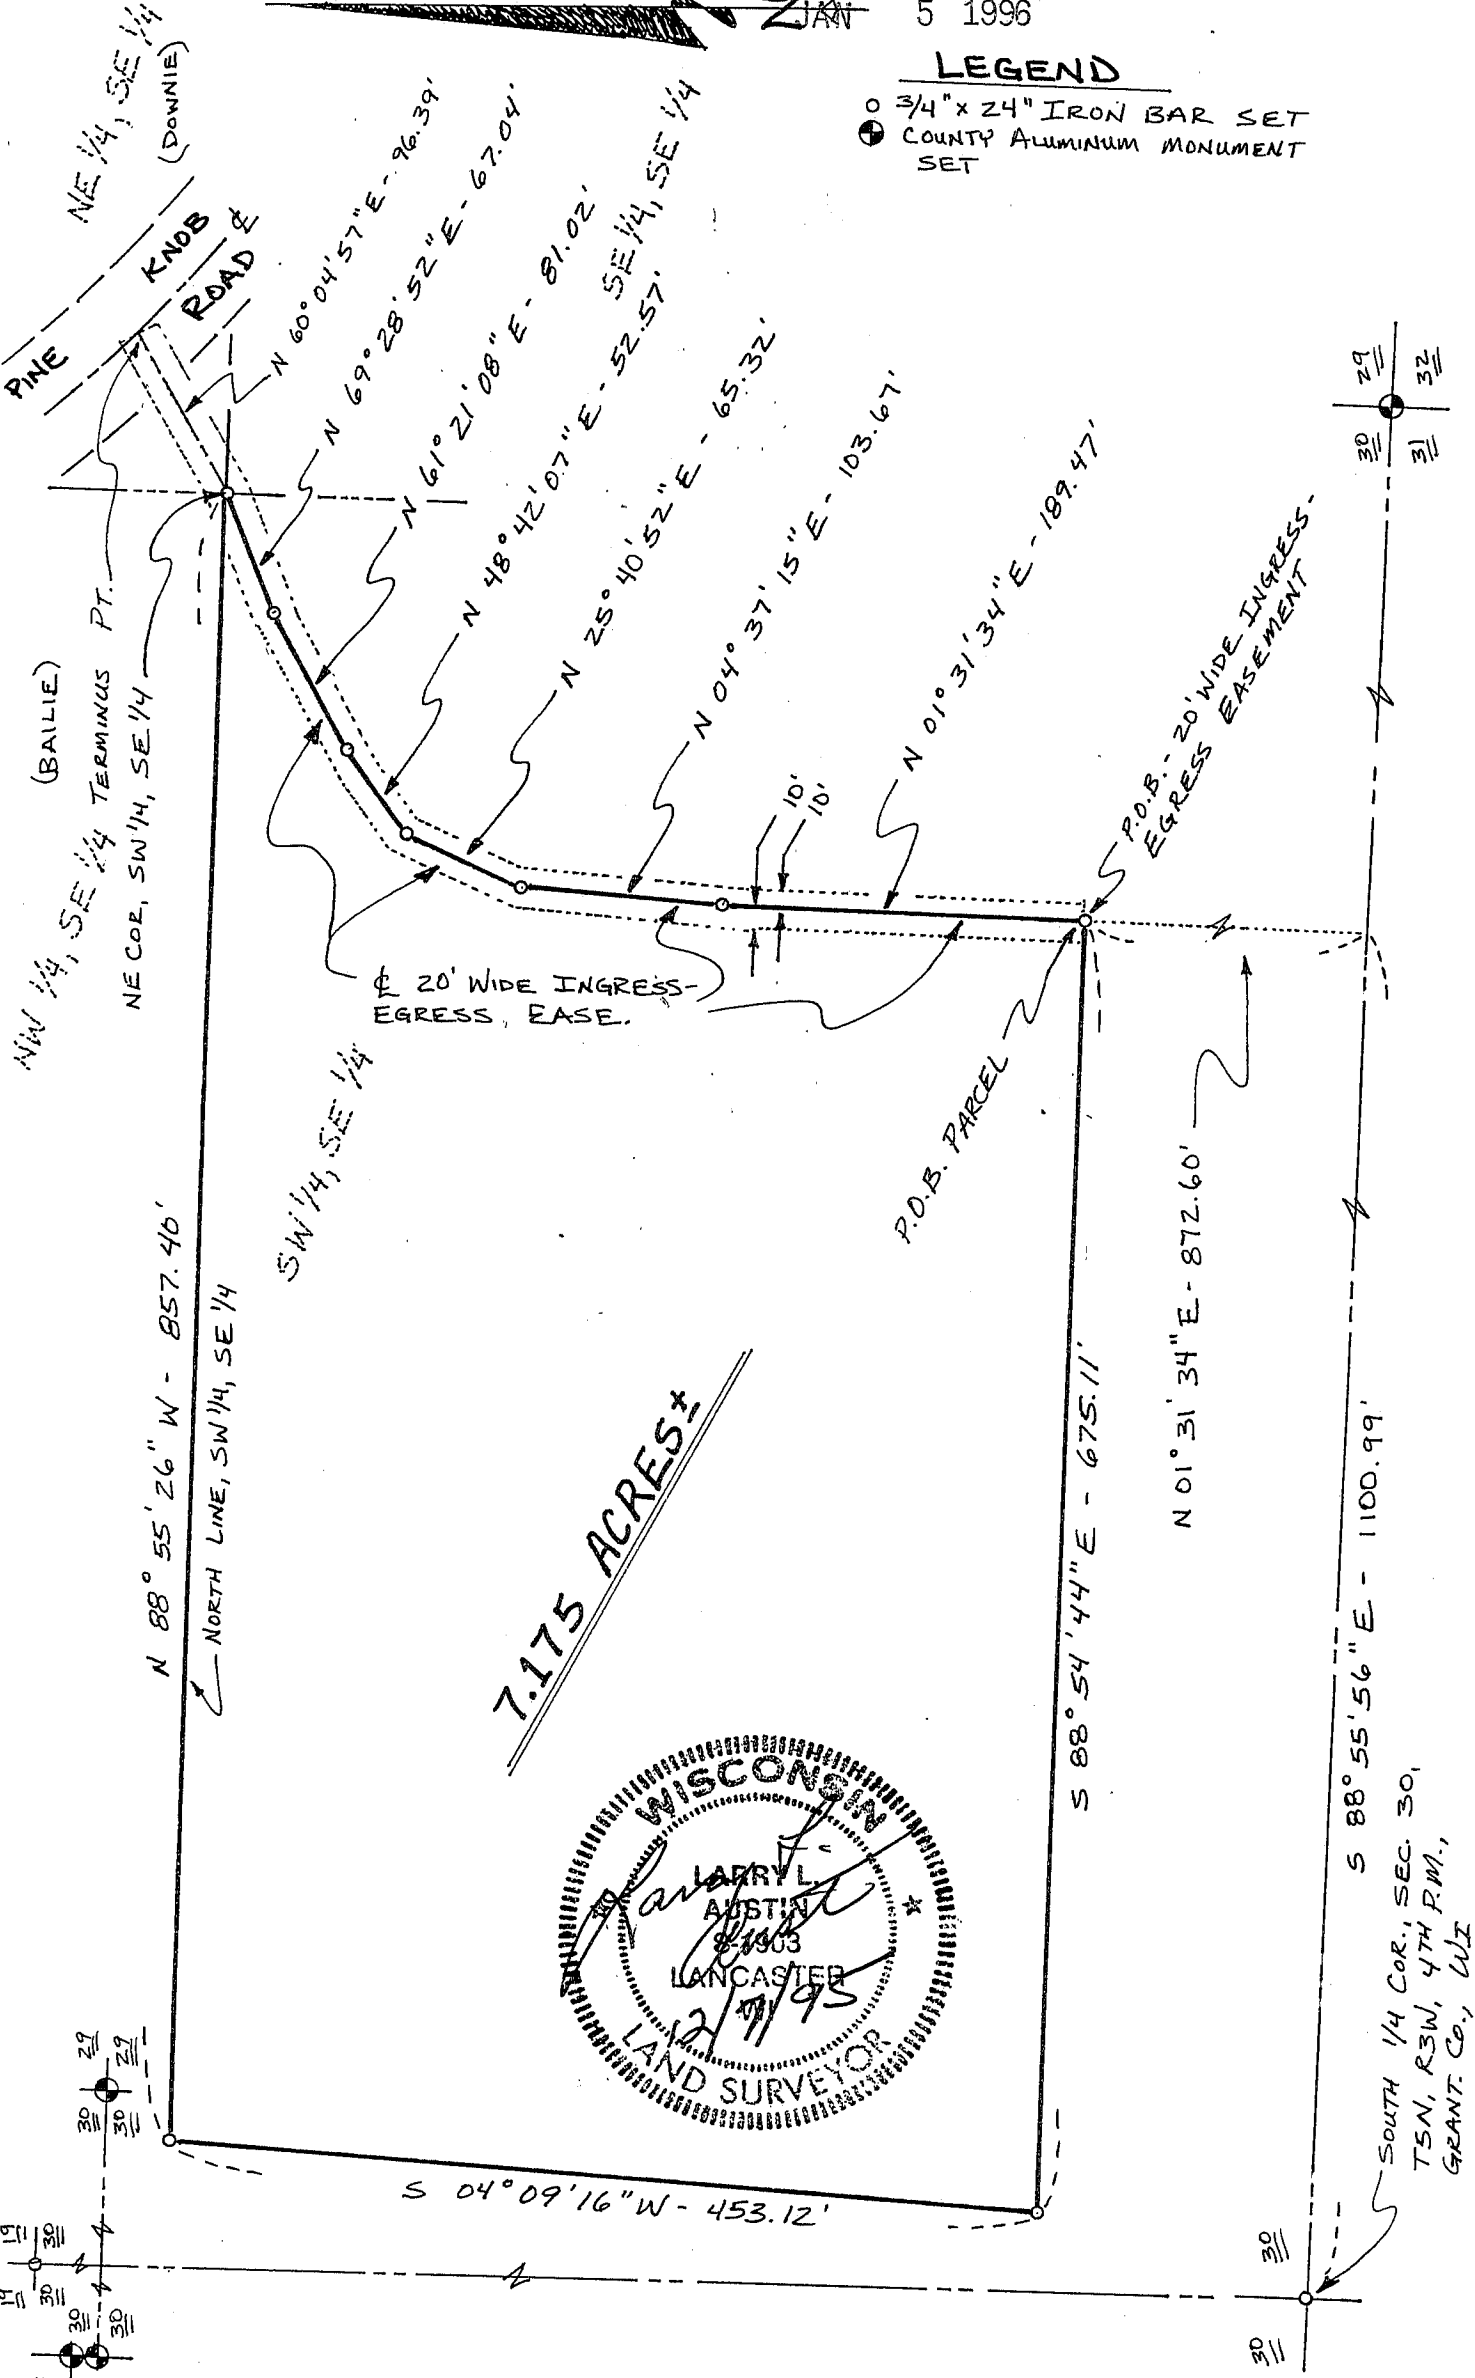 JAN 5 1996
LEGEND
○ 3/4" x 24" IRON BAR SET
COUNTY ALUMINUM MONUMENT
SET
NE 1/4, SE 1/4
(DOWNIE)
PINE KNOB
ROAD
℄
N 60° 04' 57" E - 96.39'
N 69° 28' 52" E - 67.04'
N 61° 21' 08" E - 81.02'
N 48° 42' 07" E - 52.57'
SE 1/4, SE 1/4
N 25° 40' 52" E - 65.32'
N 04° 37' 15" E - 103.67'
N 01° 31' 34" E - 189.47'
P.O.B. - 20' WIDE INGRESS-
EGRESS EASEMENT
29
32
30
31
(BAILIE)
NW 1/4, SE 1/4
TERMINUS PT.
NE COR, SW 1/4, SE 1/4
10'
10'
℄ 20' WIDE INGRESS-
EGRESS, EASE.
SW 1/4, SE 1/4
P.O.B. PARCEL
N 01° 31' 34" E - 872.60'
N 88° 55' 26" W - 857.40'
NORTH LINE, SW 1/4, SE 1/4
7.175 ACRES±
S 88° 54' 44" E - 675.11'
S 88° 55' 56" E - 1100.99'
WISCONSIN
LARRY L.
AUSTIN
S-1903
LANCASTER
WI
12/7/95
LAND SURVEYOR
S 04° 09' 16" W - 453.12'
SOUTH 1/4 COR., SEC. 30,
T5N, R3W, 4TH P.M.,
GRANT. CO., WI
29
29
30
30
19
30
19
30
30
30
30
30